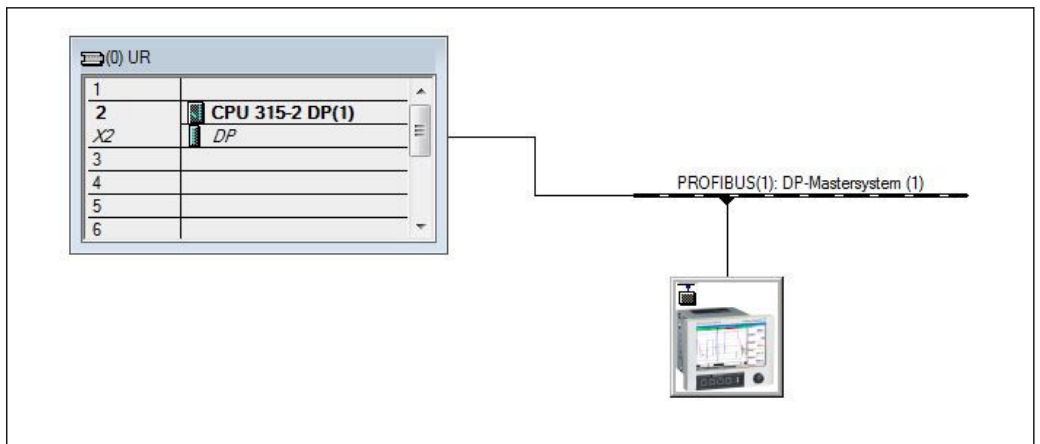 (0) UR
1
2 CPU 315-2 DP(1)
X2 DP
3
4
5
6
PROFIBUS(1): DP-Mastersystem (1)